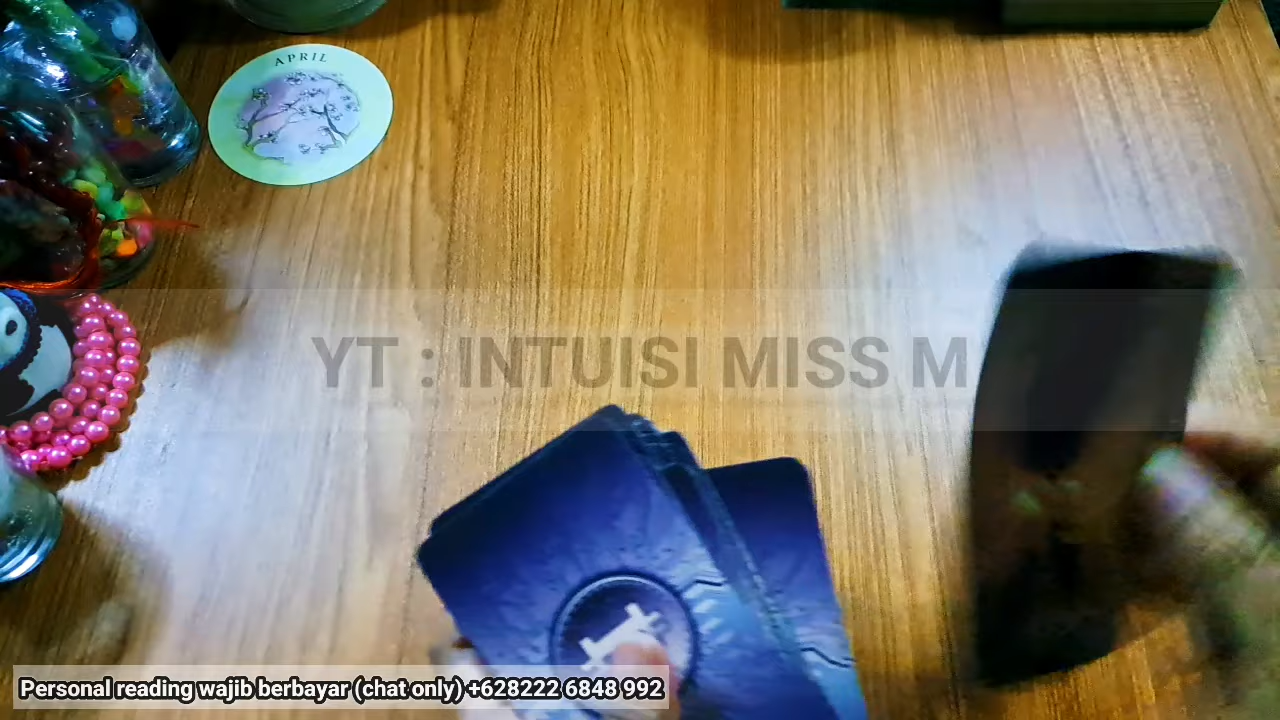 APRIL
YT : INTUISI MISS M
Personal reading wajib berbayar (chat only) +628222 6848 992